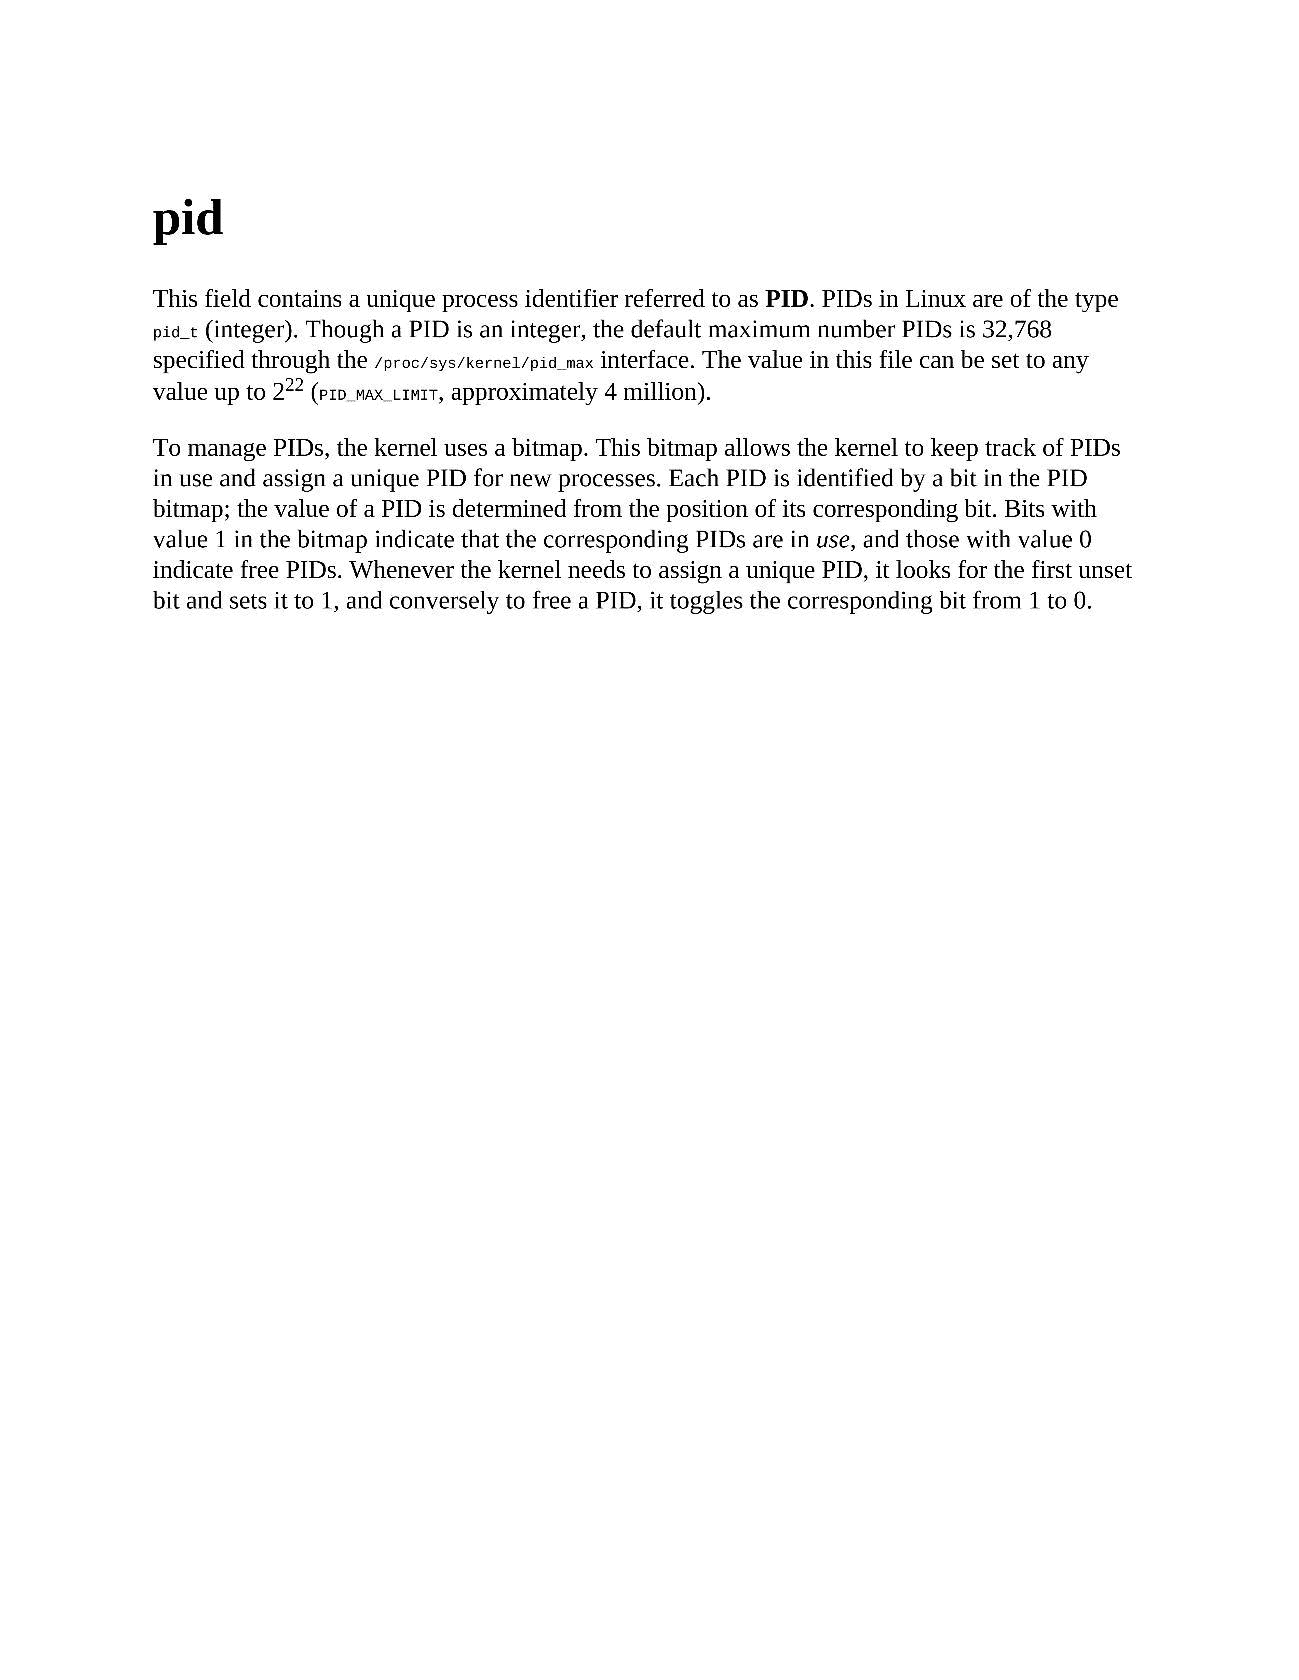 pid
This field contains a unique process identifier referred to as PID. PIDs in Linux are of the type
pid_t (integer). Though a PID is an integer, the default maximum number PIDs is 32,768
specified through the /proc/sys/kernel/pid_max interface. The value in this file can be set to any
value up to 2²² (PID_MAX_LIMIT, approximately 4 million).
To manage PIDs, the kernel uses a bitmap. This bitmap allows the kernel to keep track of PIDs
in use and assign a unique PID for new processes. Each PID is identified by a bit in the PID
bitmap; the value of a PID is determined from the position of its corresponding bit. Bits with
value 1 in the bitmap indicate that the corresponding PIDs are in use, and those with value 0
indicate free PIDs. Whenever the kernel needs to assign a unique PID, it looks for the first unset
bit and sets it to 1, and conversely to free a PID, it toggles the corresponding bit from 1 to 0.